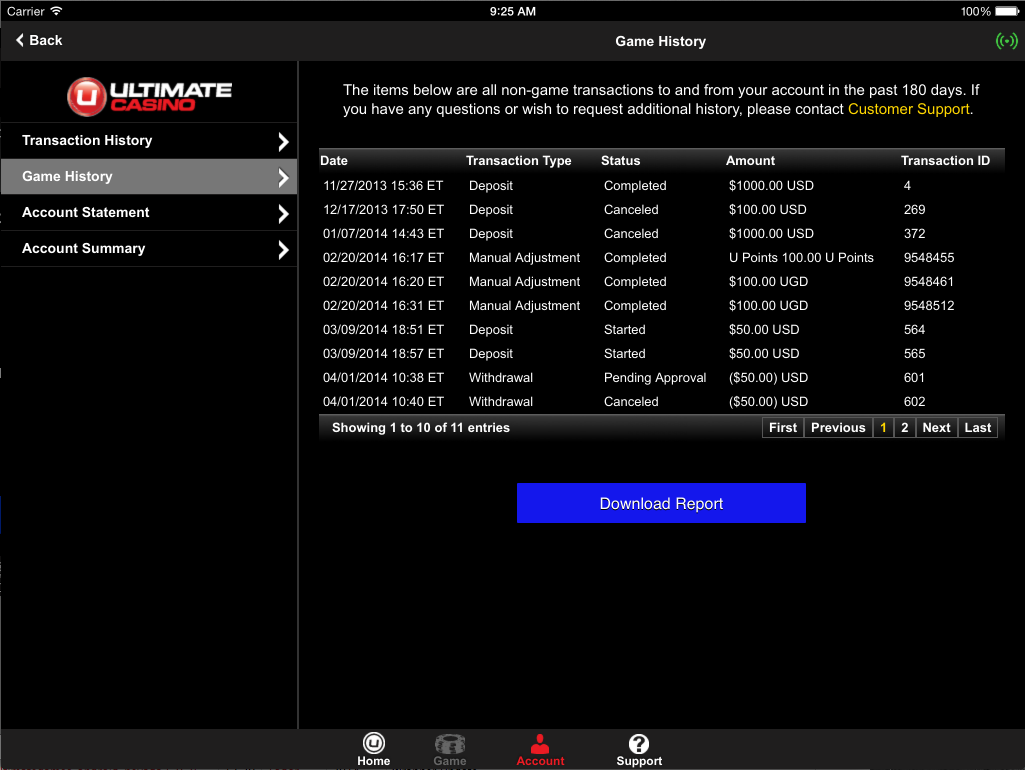 Carrier 9:25 AM 100%
Back Game History
ULTIMATE
CASINO
Transaction History
Game History
Account Statement
Account Summary
The items below are all non-game transactions to and from your account in the past 180 days. If
you have any questions or wish to request additional history, please contact Customer Support.
Date Transaction Type Status Amount Transaction ID
11/27/2013 15:36 ET Deposit Completed $1000.00 USD 4
12/17/2013 17:50 ET Deposit Canceled $100.00 USD 269
01/07/2014 14:43 ET Deposit Canceled $1000.00 USD 372
02/20/2014 16:17 ET Manual Adjustment Completed U Points 100.00 U Points 9548455
02/20/2014 16:20 ET Manual Adjustment Completed $100.00 UGD 9548461
02/20/2014 16:31 ET Manual Adjustment Completed $100.00 UGD 9548512
03/09/2014 18:51 ET Deposit Started $50.00 USD 564
03/09/2014 18:57 ET Deposit Started $50.00 USD 565
04/01/2014 10:38 ET Withdrawal Pending Approval ($50.00) USD 601
04/01/2014 10:40 ET Withdrawal Canceled ($50.00) USD 602
Showing 1 to 10 of 11 entries First Previous 1 2 Next Last
Download Report
Home Game Account Support